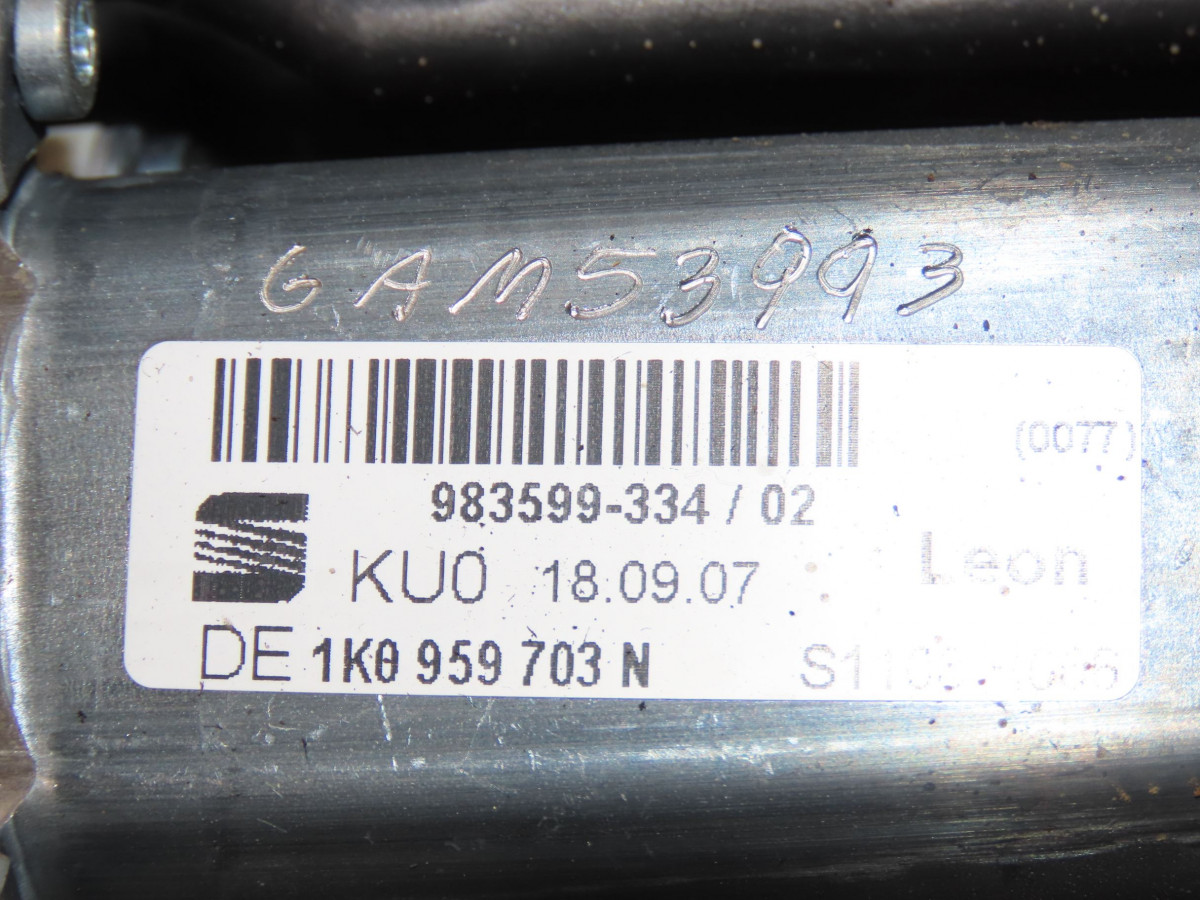 GAM53993
(0077)
983599-334 / 02
Leon
KU0 18.09.07
DE 1K0 959 703 N